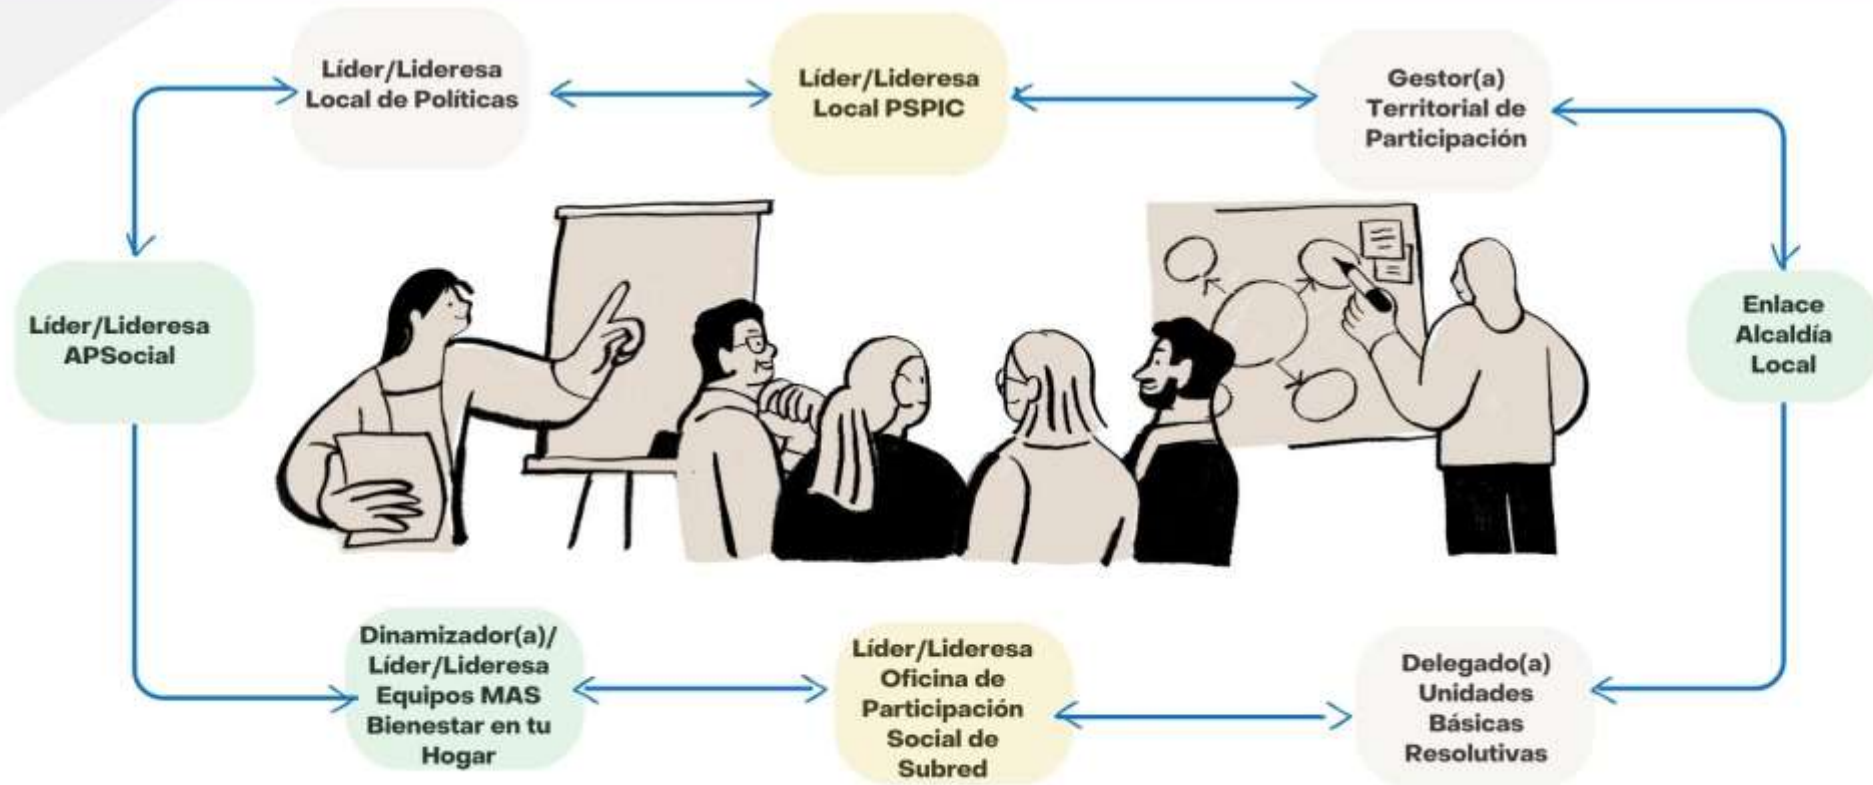 Líder/Lideresa
Local de Políticas
Líder/Lideresa
Local PSPIC
Gestor(a)
Territorial de
Participación
Líder/Lideresa
APSocial
Enlace
Alcaldía
Local
Dinamizador(a)/
Líder/Lideresa
Equipos MAS
Bienestar en tu
Hogar
Líder/Lideresa
Oficina de
Participación
Social de
Subred
Delegado(a)
Unidades
Básicas
Resolutivas